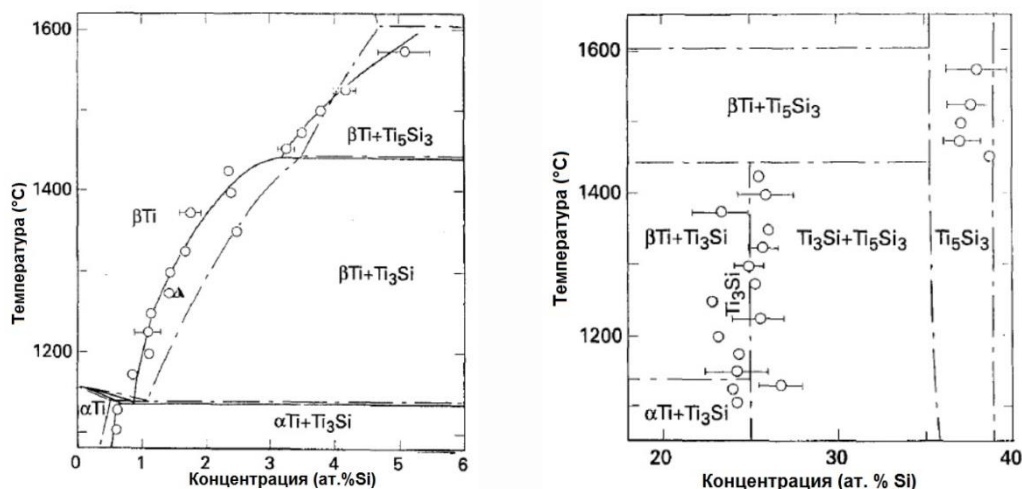 1600
1400
1200
Температура (°C)
βTi
βTi+Ti₅Si₃
βTi+Ti₃Si
αTi
αTi+Ti₃Si
0
1
2
3
4
5
6
Концентрация (ат.%Si)
1600
1400
1200
Температура (°C)
βTi+Ti₅Si₃
βTi+Ti₃Si
Ti₃Si+Ti₅Si₃
Ti₅Si₃
Ti₃Si
αTi+Ti₃Si
20
30
40
Концентрация (ат. % Si)